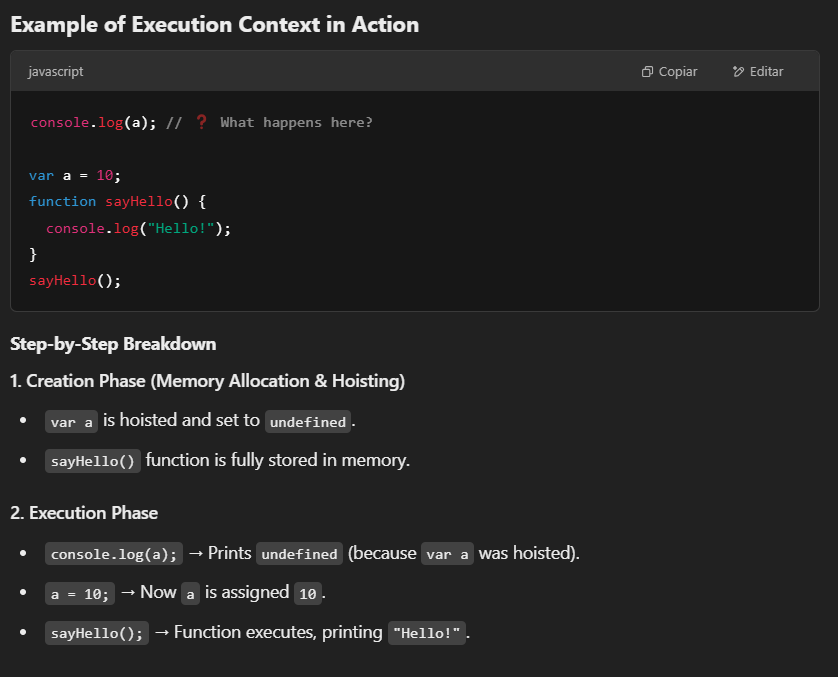 Example of Execution Context in Action
javascript
Copiar
Editar
console.log(a); // ❓ What happens here?
var a = 10;
function sayHello() {
  console.log("Hello!");
}
sayHello();
Step-by-Step Breakdown
1. Creation Phase (Memory Allocation & Hoisting)
• var a is hoisted and set to undefined.
• sayHello() function is fully stored in memory.
2. Execution Phase
• console.log(a); → Prints undefined (because var a was hoisted).
• a = 10; → Now a is assigned 10.
• sayHello(); → Function executes, printing "Hello!".